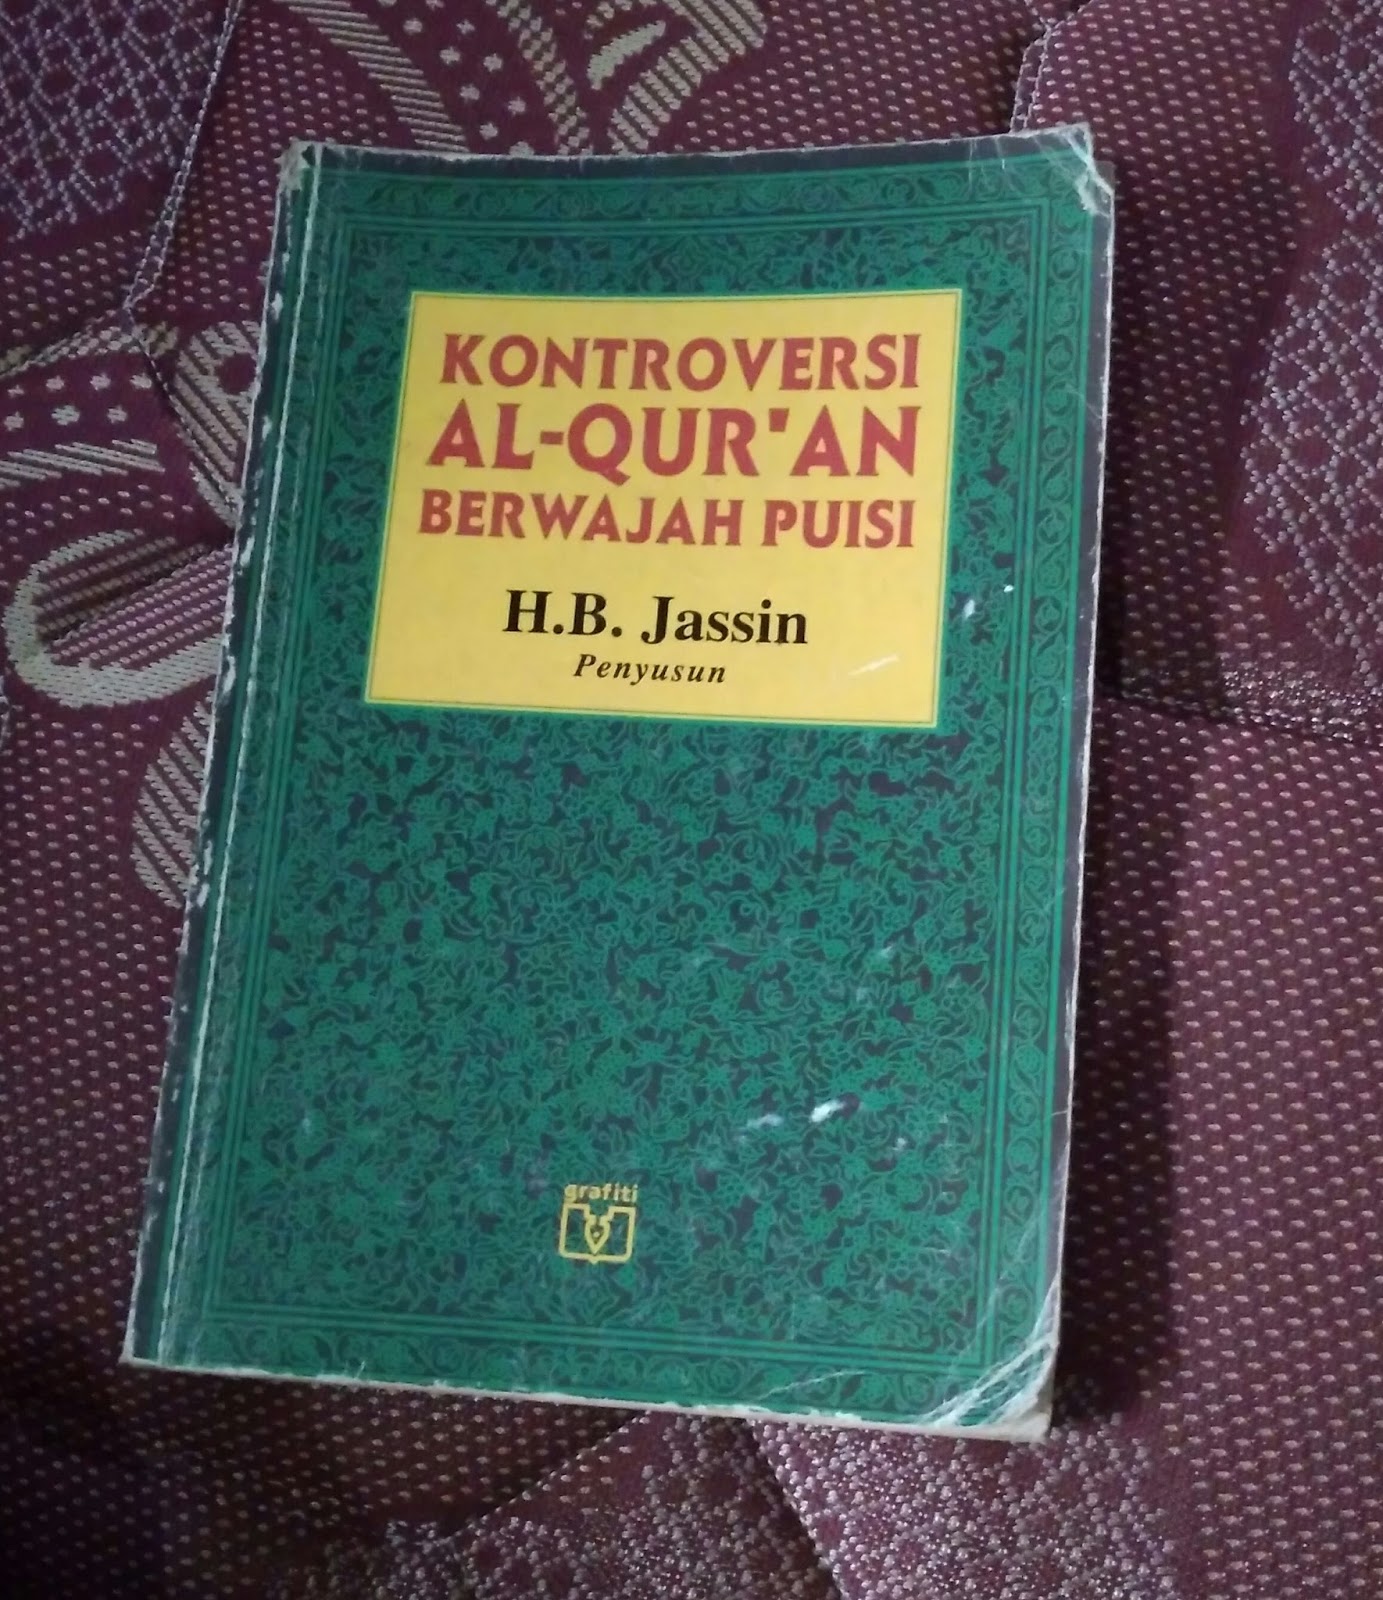 KONTROVERSI
AL-QUR'AN
BERWAJAH PUISI
H.B. Jassin
Penyusun
grafiti